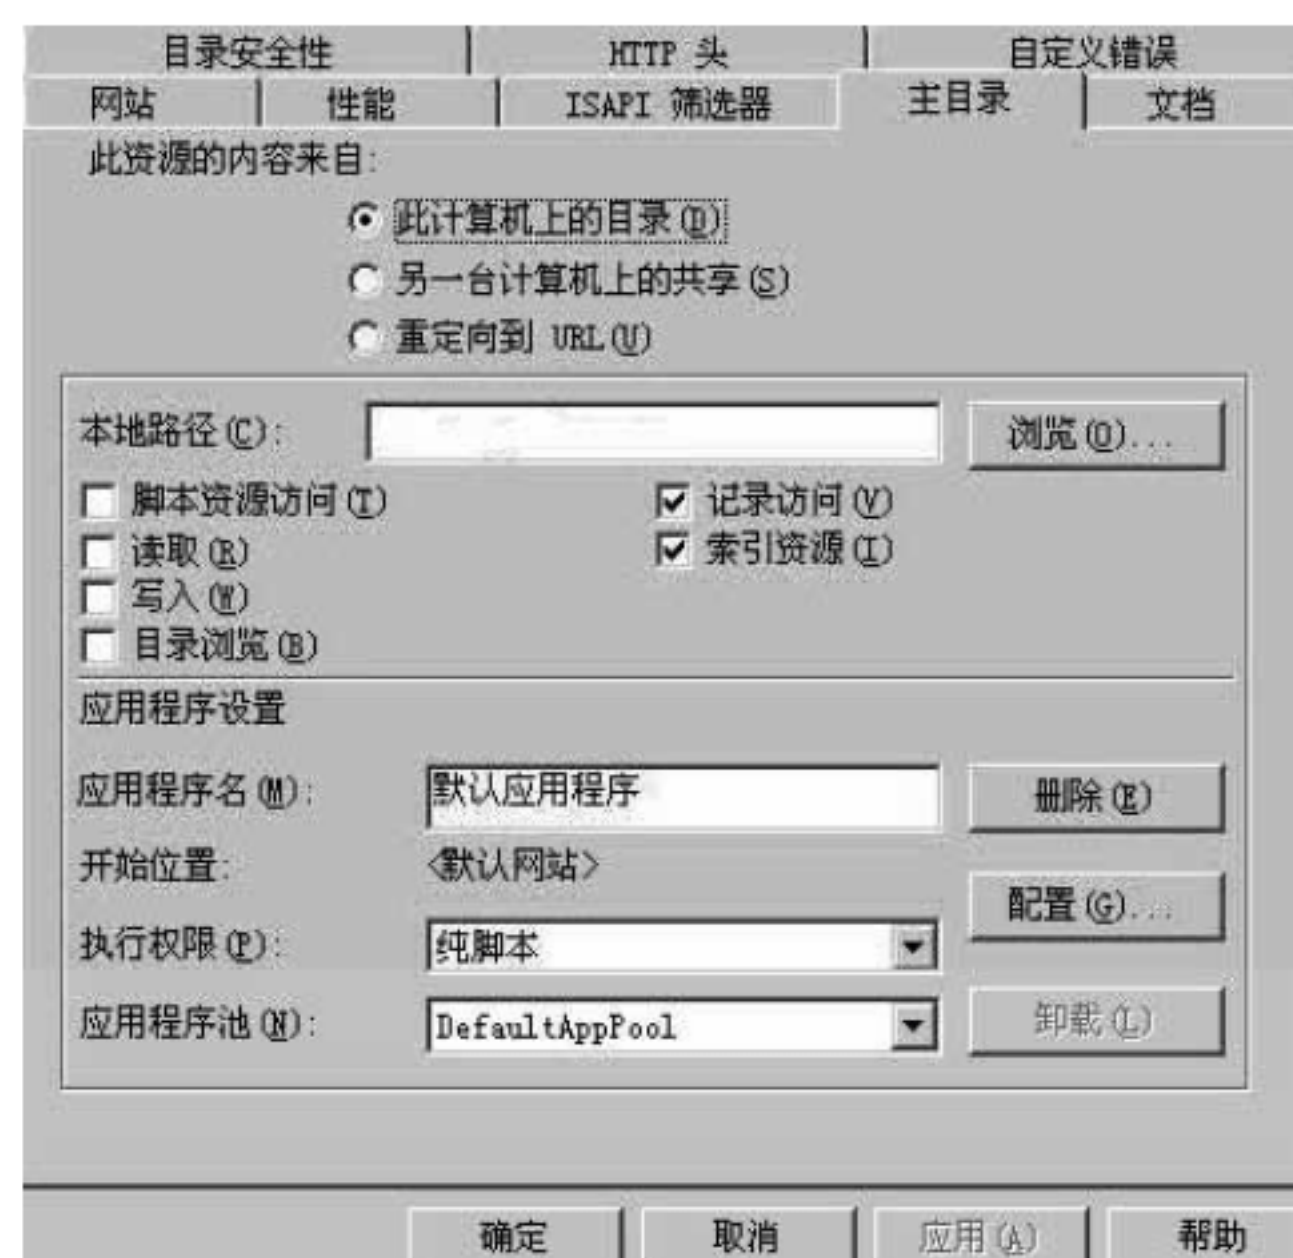 目录安全性 HTTP 头 自定义错误
网站 性能 ISAPI 筛选器 主目录 文档
此资源的内容来自:
此计算机上的目录(D)
另一台计算机上的共享(S)
重定向到 URL(U)
本地路径(C): 浏览(O)...
脚本资源访问(T) 记录访问(V)
读取(R) 索引资源(I)
写入(W)
目录浏览(B)
应用程序设置
应用程序名(M): 默认应用程序 删除(E)
开始位置: <默认网站>
配置(G)...
执行权限(P): 纯脚本
应用程序池(N): DefaultAppPool 卸载(L)
确定 取消 应用(A) 帮助